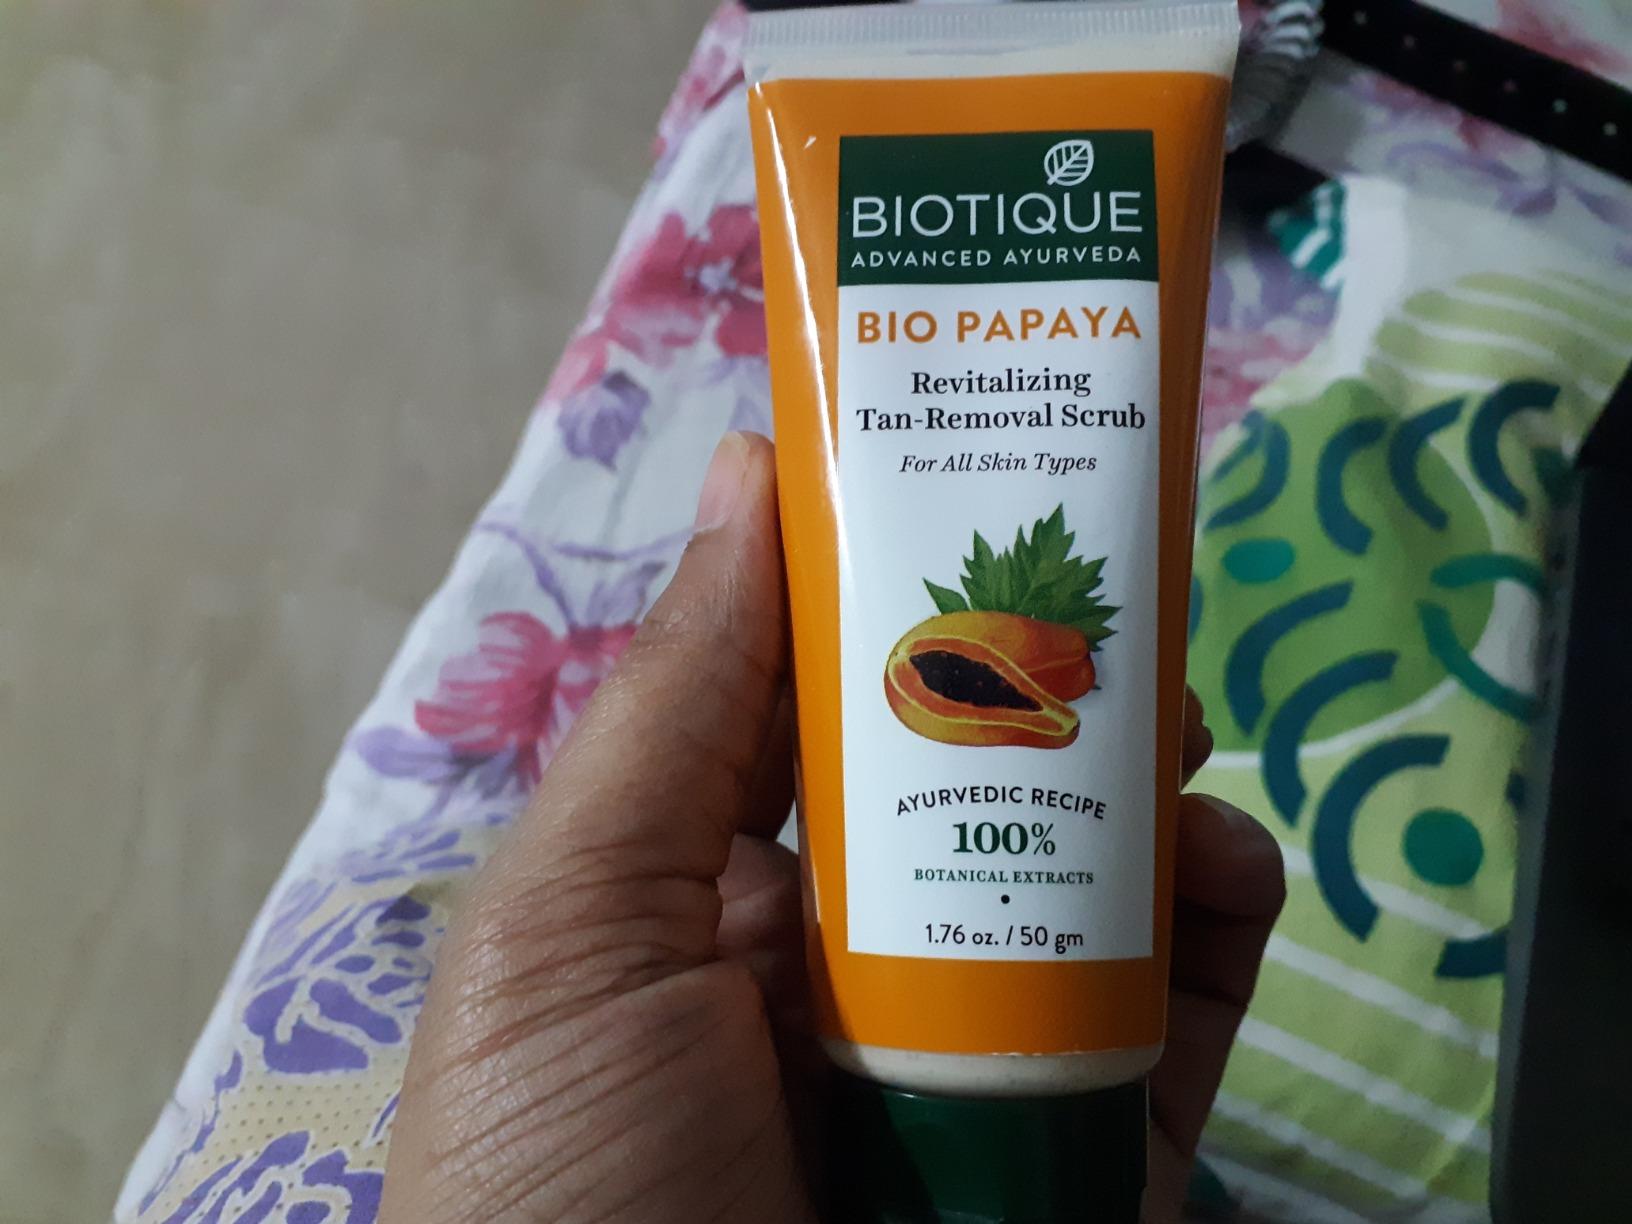 BIOTIQUE
ADVANCED AYURVEDA
BIO PAPAYA
Revitalizing
Tan-Removal Scrub
For All Skin Types
AYURVEDIC RECIPE
100%
BOTANICAL EXTRACTS
1.76 oz. / 50 gm